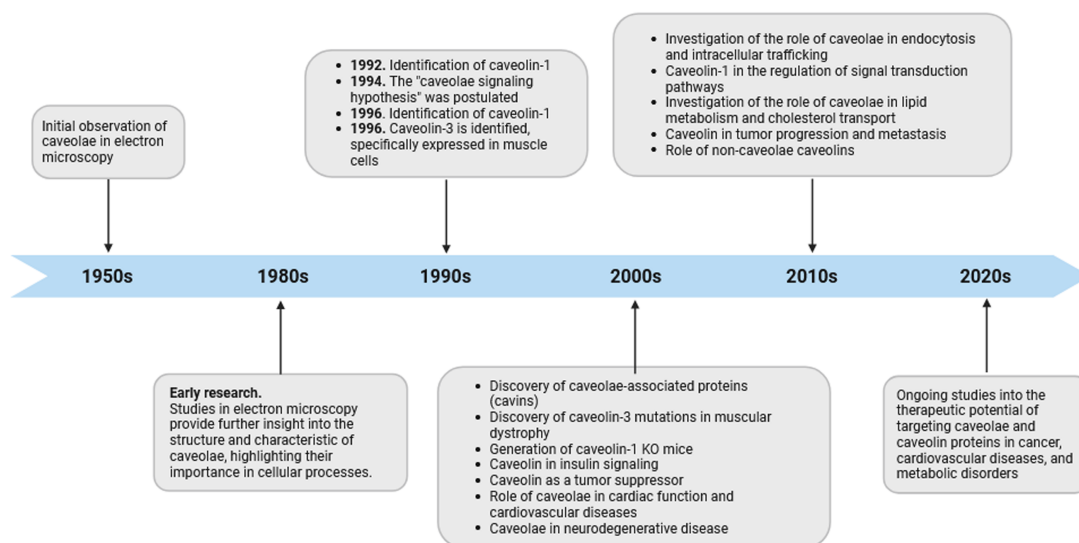 Initial observation of
caveolae in electron
microscopy
• 1992. Identification of caveolin-1
• 1994. The "caveolae signaling
hypothesis" was postulated
• 1996. Identification of caveolin-1
• 1996. Caveolin-3 is identified,
specifically expressed in muscle
cells
• Investigation of the role of caveolae in endocytosis
and intracellular trafficking
• Caveolin-1 in the regulation of signal transduction
pathways
• Investigation of the role of caveolae in lipid
metabolism and cholesterol transport
• Caveolin in tumor progression and metastasis
• Role of non-caveolae caveolins
1950s
1980s
1990s
2000s
2010s
2020s
Early research.
Studies in electron microscopy
provide further insight into the
structure and characteristic of
caveolae, highlighting their
importance in cellular processes.
• Discovery of caveolae-associated proteins
(cavins)
• Discovery of caveolin-3 mutations in muscular
dystrophy
• Generation of caveolin-1 KO mice
• Caveolin in insulin signaling
• Caveolin as a tumor suppressor
• Role of caveolae in cardiac function and
cardiovascular diseases
• Caveolae in neurodegenerative disease
Ongoing studies into the
therapeutic potential of
targeting caveolae and
caveolin proteins in cancer,
cardiovascular diseases, and
metabolic disorders